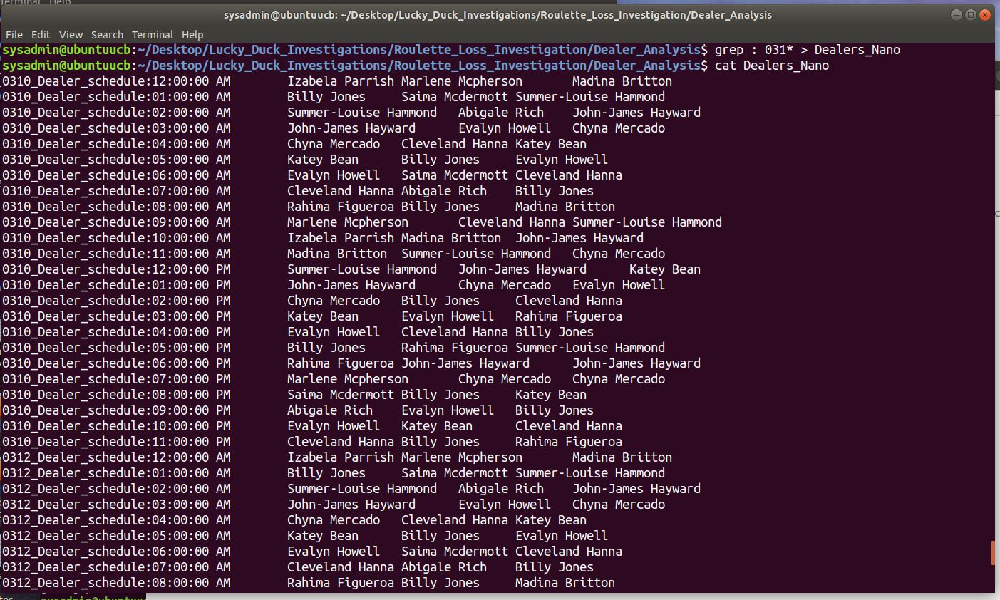 Terminal Help
sysadmin@ubuntuucb: ~/Desktop/Lucky_Duck_Investigations/Roulette_Loss_Investigation/Dealer_Analysis
File Edit View Search Terminal Help
sysadmin@ubuntuucb:~/Desktop/Lucky_Duck_Investigations/Roulette_Loss_Investigation/Dealer_Analysis$ grep : 031* > Dealers_Nano
sysadmin@ubuntuucb:~/Desktop/Lucky_Duck_Investigations/Roulette_Loss_Investigation/Dealer_Analysis$ cat Dealers_Nano
0310_Dealer_schedule:12:00:00 AM Izabela Parrish Marlene Mcpherson Madina Britton
0310_Dealer_schedule:01:00:00 AM Billy Jones Saima Mcdermott Summer-Louise Hammond
0310_Dealer_schedule:02:00:00 AM Summer-Louise Hammond Abigale Rich John-James Hayward
0310_Dealer_schedule:03:00:00 AM John-James Hayward Evalyn Howell Chyna Mercado
0310_Dealer_schedule:04:00:00 AM Chyna Mercado Cleveland Hanna Katey Bean
0310_Dealer_schedule:05:00:00 AM Katey Bean Billy Jones Evalyn Howell
0310_Dealer_schedule:06:00:00 AM Evalyn Howell Saima Mcdermott Cleveland Hanna
0310_Dealer_schedule:07:00:00 AM Cleveland Hanna Abigale Rich Billy Jones
0310_Dealer_schedule:08:00:00 AM Rahima Figueroa Billy Jones Madina Britton
0310_Dealer_schedule:09:00:00 AM Marlene Mcpherson Cleveland Hanna Summer-Louise Hammond
0310_Dealer_schedule:10:00:00 AM Izabela Parrish Madina Britton John-James Hayward
0310_Dealer_schedule:11:00:00 AM Madina Britton Summer-Louise Hammond Chyna Mercado
0310_Dealer_schedule:12:00:00 PM Summer-Louise Hammond John-James Hayward Katey Bean
0310_Dealer_schedule:01:00:00 PM John-James Hayward Chyna Mercado Evalyn Howell
0310_Dealer_schedule:02:00:00 PM Chyna Mercado Billy Jones Cleveland Hanna
0310_Dealer_schedule:03:00:00 PM Katey Bean Evalyn Howell Rahima Figueroa
0310_Dealer_schedule:04:00:00 PM Evalyn Howell Cleveland Hanna Billy Jones
0310_Dealer_schedule:05:00:00 PM Billy Jones Rahima Figueroa Summer-Louise Hammond
0310_Dealer_schedule:06:00:00 PM Rahima Figueroa John-James Hayward John-James Hayward
0310_Dealer_schedule:07:00:00 PM Marlene Mcpherson Chyna Mercado Chyna Mercado
0310_Dealer_schedule:08:00:00 PM Saima Mcdermott Billy Jones Katey Bean
0310_Dealer_schedule:09:00:00 PM Abigale Rich Evalyn Howell Billy Jones
0310_Dealer_schedule:10:00:00 PM Evalyn Howell Katey Bean Cleveland Hanna
0310_Dealer_schedule:11:00:00 PM Cleveland Hanna Billy Jones Rahima Figueroa
0312_Dealer_schedule:12:00:00 AM Izabela Parrish Marlene Mcpherson Madina Britton
0312_Dealer_schedule:01:00:00 AM Billy Jones Saima Mcdermott Summer-Louise Hammond
0312_Dealer_schedule:02:00:00 AM Summer-Louise Hammond Abigale Rich John-James Hayward
0312_Dealer_schedule:03:00:00 AM John-James Hayward Evalyn Howell Chyna Mercado
0312_Dealer_schedule:04:00:00 AM Chyna Mercado Cleveland Hanna Katey Bean
0312_Dealer_schedule:05:00:00 AM Katey Bean Billy Jones Evalyn Howell
0312_Dealer_schedule:06:00:00 AM Evalyn Howell Saima Mcdermott Cleveland Hanna
0312_Dealer_schedule:07:00:00 AM Cleveland Hanna Abigale Rich Billy Jones
0312_Dealer_schedule:08:00:00 AM Rahima Figueroa Billy Jones Madina Britton